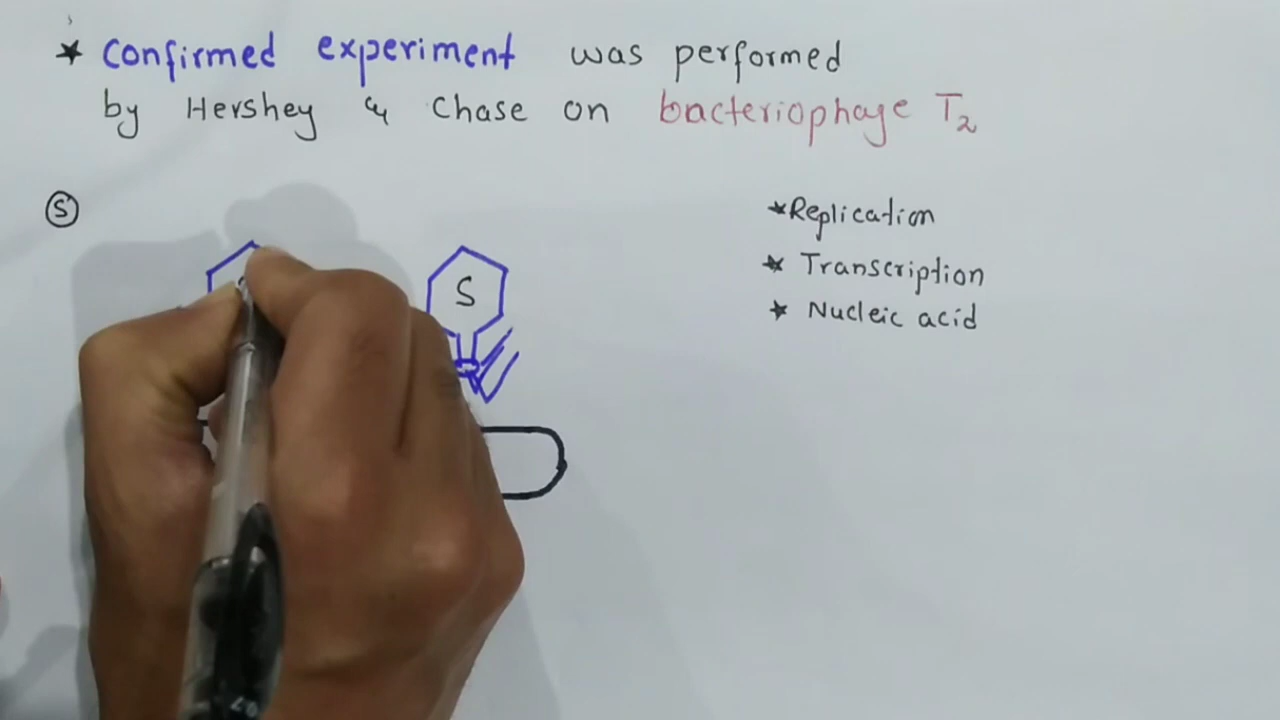 ★ Confirmed experiment was performed
by Hershey & Chase on bacteriophage T₂
Ⓢ
★Replication
★ Transcription
★ Nucleic acid
S